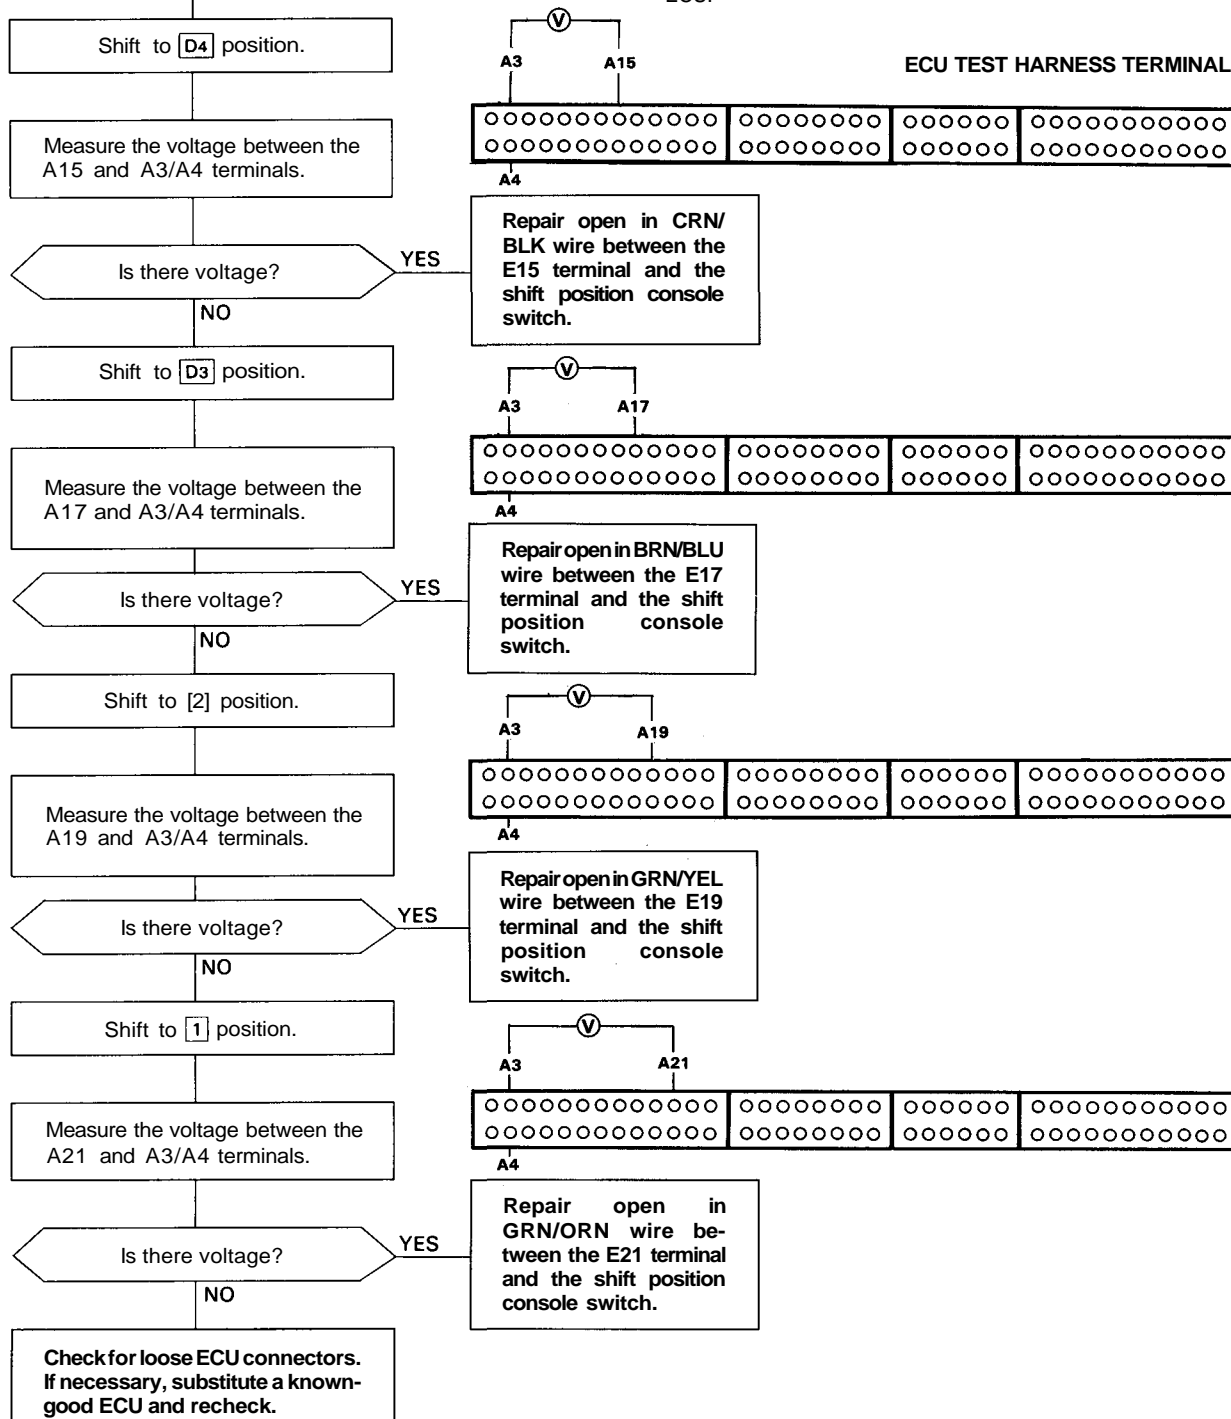 Shift to D4 position.
A3 A15
V
ECU TEST HARNESS TERMINAL
Measure the voltage between the
A15 and A3/A4 terminals.
A4
Is there voltage?
YES
NO
Repair open in CRN/
BLK wire between the
E15 terminal and the
shift position console
switch.
Shift to D3 position.
V
A3 A17
Measure the voltage between the
A17 and A3/A4 terminals.
A4
Is there voltage?
YES
NO
Repair open in BRN/BLU
wire between the E17
terminal and the shift
position console
switch.
Shift to [2] position.
V
A3 A19
Measure the voltage between the
A19 and A3/A4 terminals.
A4
Is there voltage?
YES
NO
Repair open in GRN/YEL
wire between the E19
terminal and the shift
position console
switch.
Shift to 1 position.
V
A3 A21
Measure the voltage between the
A21 and A3/A4 terminals.
A4
Is there voltage?
YES
NO
Repair open in
GRN/ORN wire be-
tween the E21 terminal
and the shift position
console switch.
Check for loose ECU connectors.
If necessary, substitute a known-
good ECU and recheck.